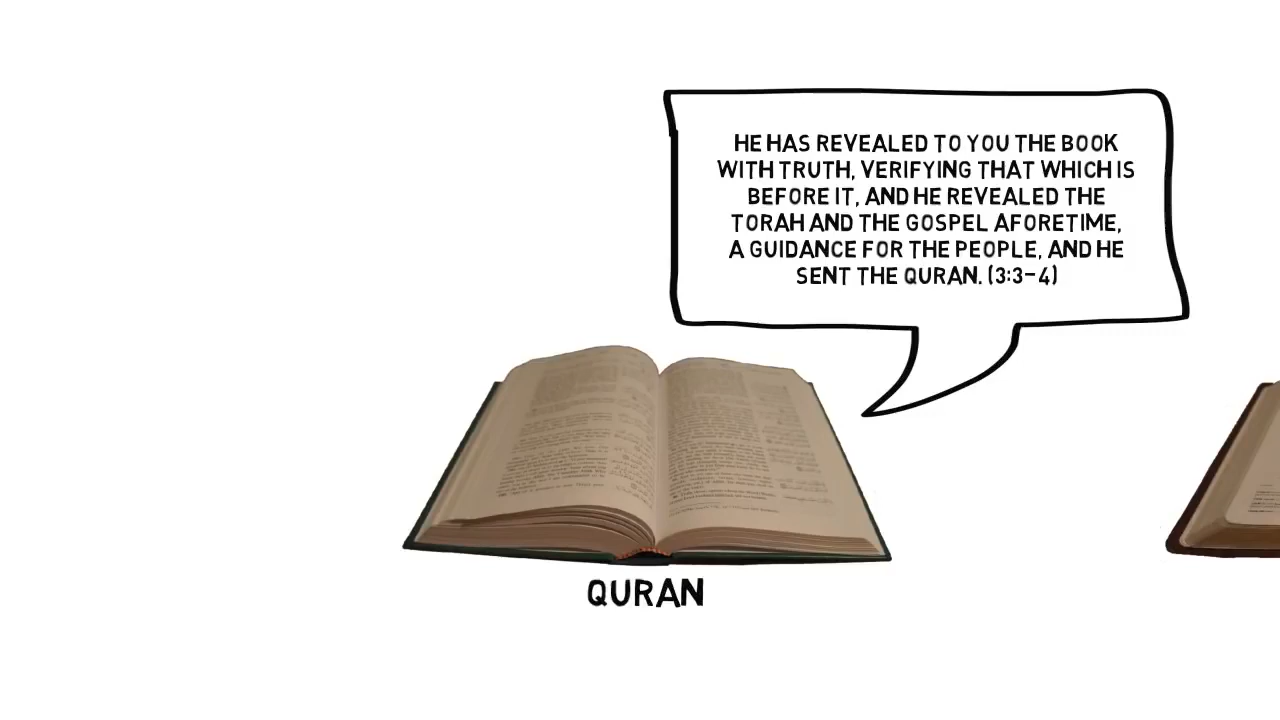 HE HAS REVEALED TO YOU THE BOOK
WITH TRUTH, VERIFYING THAT WHICH IS
BEFORE IT, AND HE REVEALED THE
TORAH AND THE GOSPEL AFORETIME,
A GUIDANCE FOR THE PEOPLE, AND HE
SENT THE QURAN. (3:3-4)
QURAN